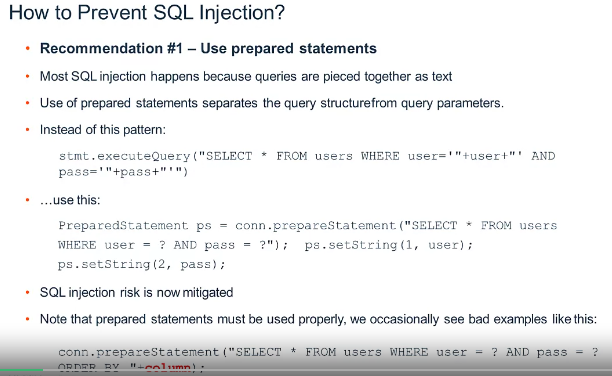 How to Prevent SQL Injection?
• Recommendation #1 – Use prepared statements
• Most SQL injection happens because queries are pieced together as text
• Use of prepared statements separates the query structurefrom query parameters.
• Instead of this pattern:
stmt.executeQuery("SELECT * FROM users WHERE user='"+user+"' AND
pass='"+pass+"'")
• …use this:
PreparedStatement ps = conn.prepareStatement("SELECT * FROM users
WHERE user = ? AND pass = ?"); ps.setString(1, user);
ps.setString(2, pass);
• SQL injection risk is now mitigated
• Note that prepared statements must be used properly, we occasionally see bad examples like this:
conn.prepareStatement("SELECT * FROM users WHERE user = ? AND pass = ?
ORDER BY "+column);